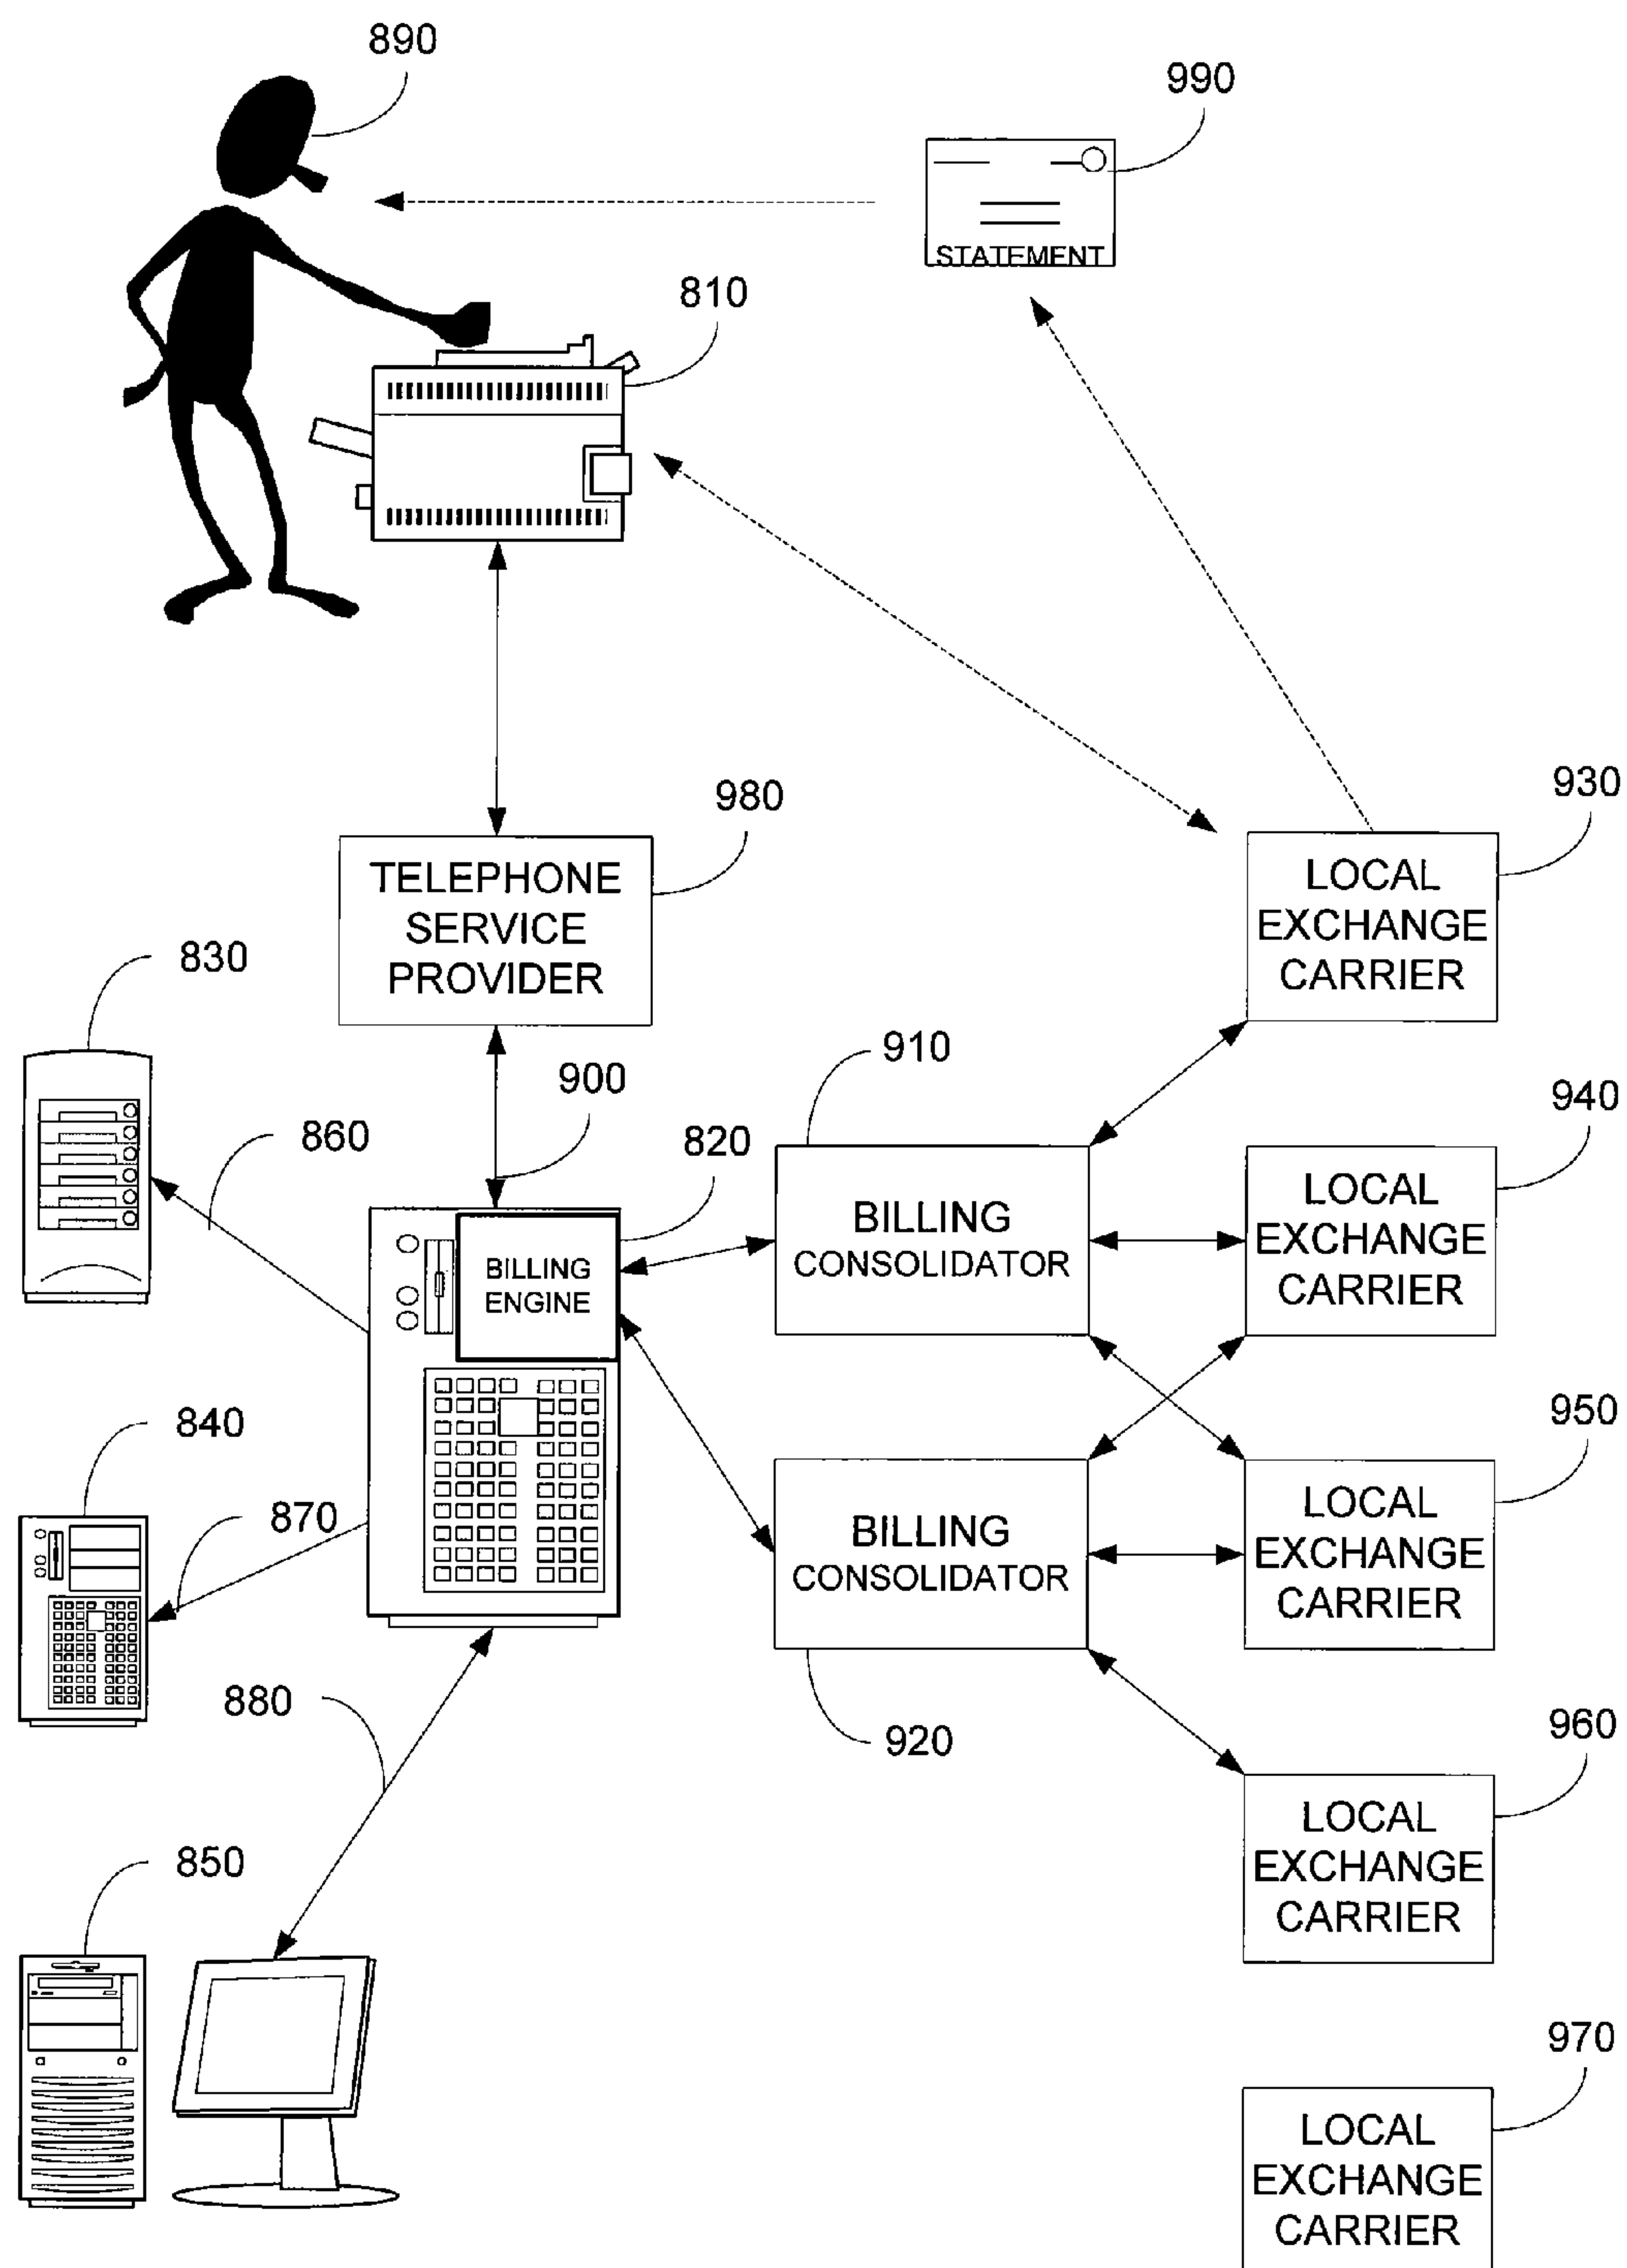 890
990
STATEMENT
810
980
930
TELEPHONE
SERVICE
PROVIDER
LOCAL
EXCHANGE
CARRIER
830
900
910
860
820
940
BILLING
ENGINE
BILLING
CONSOLIDATOR
LOCAL
EXCHANGE
CARRIER
840
870
950
BILLING
CONSOLIDATOR
LOCAL
EXCHANGE
CARRIER
880
920
960
LOCAL
EXCHANGE
CARRIER
850
970
LOCAL
EXCHANGE
CARRIER